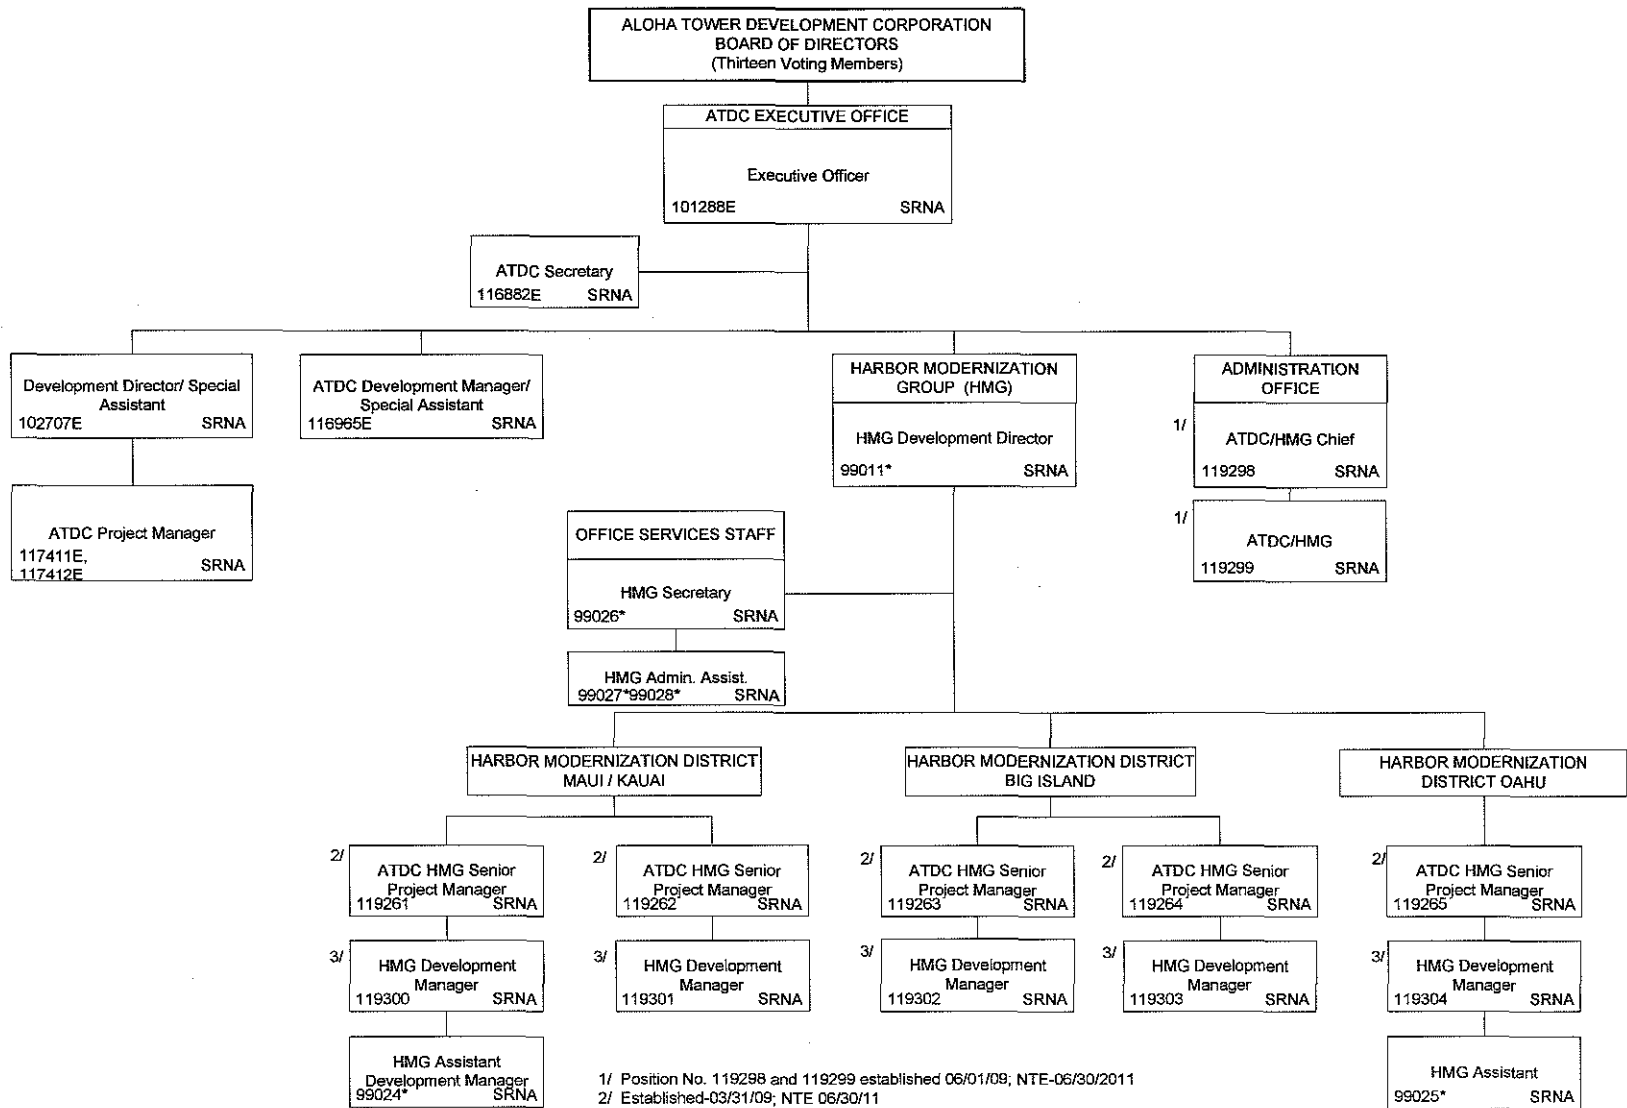 ALOHA TOWER DEVELOPMENT CORPORATION
BOARD OF DIRECTORS
(Thirteen Voting Members)
ATDC EXECUTIVE OFFICE
Executive Officer
101288E SRNA
ATDC Secretary
116882E SRNA
Development Director/ Special
Assistant
102707E SRNA
ATDC Project Manager
117411E,
117412E SRNA
ATDC Development Manager/
Special Assistant
116965E SRNA
HARBOR MODERNIZATION
GROUP (HMG)
HMG Development Director
99011* SRNA
ADMINISTRATION
OFFICE
1/
ATDC/HMG Chief
119298 SRNA
1/
ATDC/HMG
119299 SRNA
OFFICE SERVICES STAFF
HMG Secretary
99026* SRNA
HMG Admin. Assist.
99027*99028* SRNA
HARBOR MODERNIZATION DISTRICT
MAUI / KAUAI
2/
ATDC HMG Senior
Project Manager
119261 SRNA
3/
HMG Development
Manager
119300 SRNA
HMG Assistant
Development Manager
99024* SRNA
2/
ATDC HMG Senior
Project Manager
119262 SRNA
3/
HMG Development
Manager
119301 SRNA
HARBOR MODERNIZATION DISTRICT
BIG ISLAND
2/
ATDC HMG Senior
Project Manager
119263 SRNA
3/
HMG Development
Manager
119302 SRNA
2/
ATDC HMG Senior
Project Manager
119264 SRNA
3/
HMG Development
Manager
119303 SRNA
HARBOR MODERNIZATION
DISTRICT OAHU
2/
ATDC HMG Senior
Project Manager
119265 SRNA
3/
HMG Development
Manager
119304 SRNA
HMG Assistant
99025* SRNA
1/ Position No. 119298 and 119299 established 06/01/09; NTE-06/30/2011
2/ Established-03/31/09; NTE 06/30/11